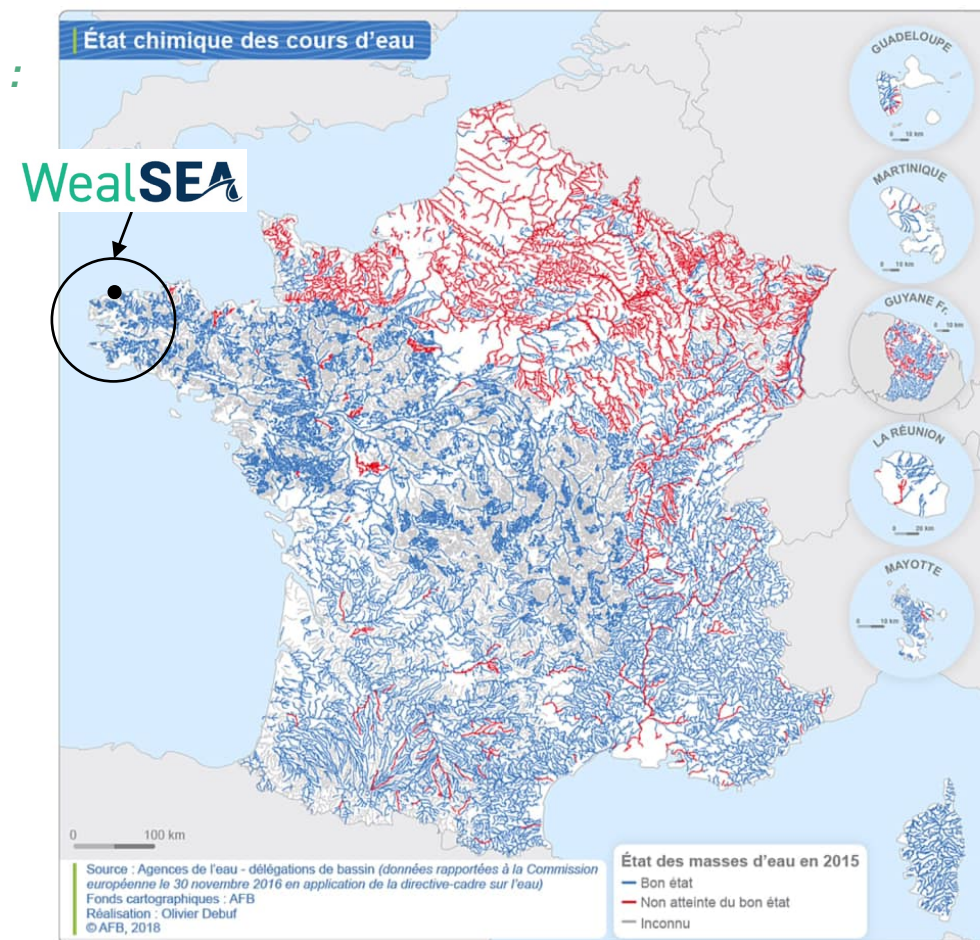 État chimique des cours d'eau
:
WealSEA
GUADELOUPE
0 10 km
MARTINIQUE
0 10 km
GUYANE Fr.
0 10 km
LA RÉUNION
0 20 km
MAYOTTE
0 10 km
0 100 km
Source : Agences de l'eau - délégations de bassin (données rapportées à la Commission
européenne le 30 novembre 2016 en application de la directive-cadre sur l'eau)
Fonds cartographiques : AFB
Réalisation : Olivier Debuf
© AFB, 2018
État des masses d'eau en 2015
Bon état
Non atteinte du bon état
Inconnu